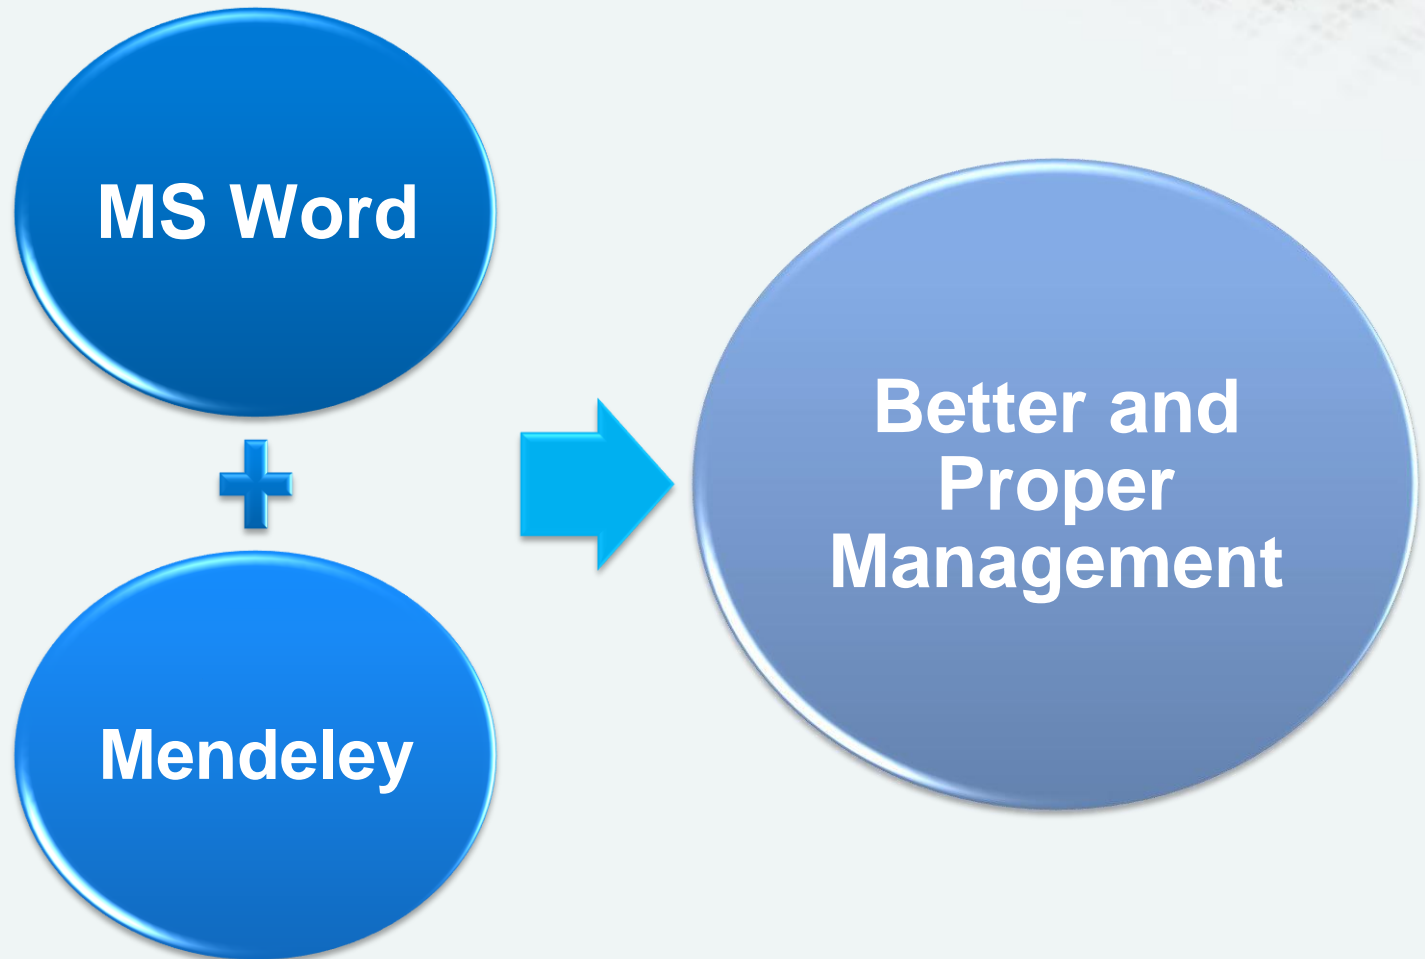 MS Word
+
Mendeley
Better and
Proper
Management